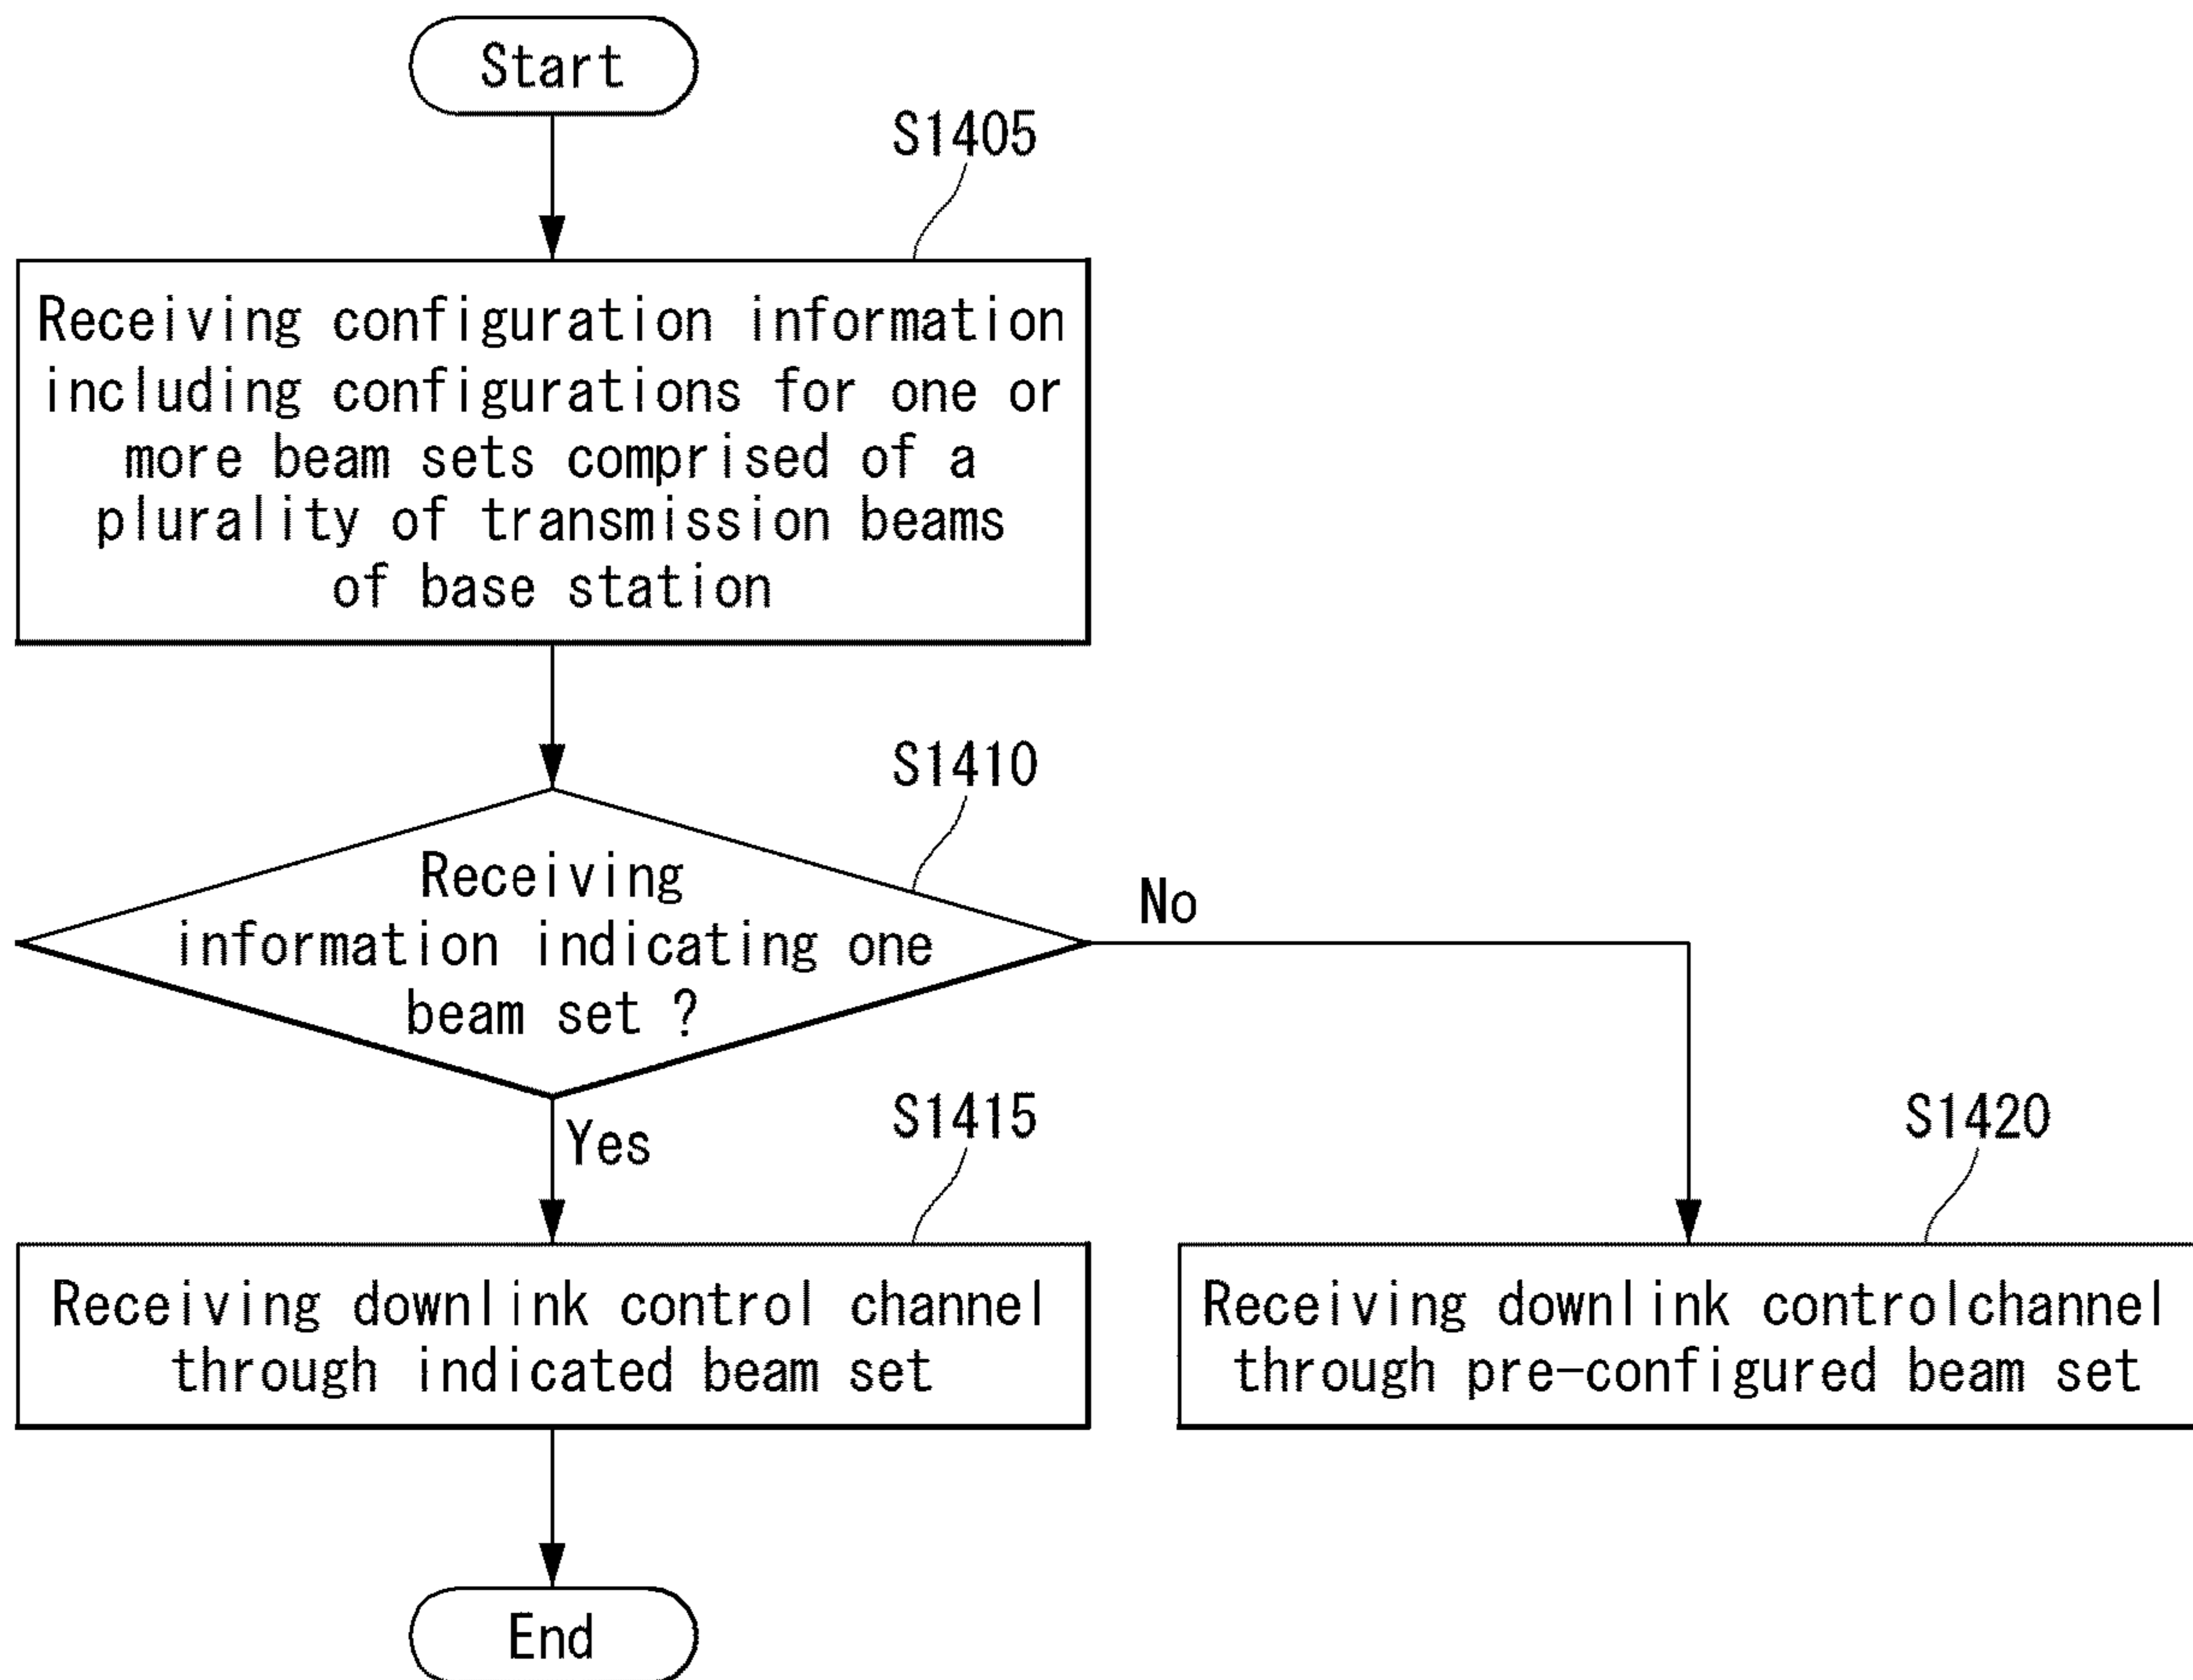 Start
S1405
Receiving configuration information
including configurations for one or
more beam sets comprised of a
plurality of transmission beams
of base station
S1410
Receiving
information indicating one
beam set ?
No
Yes
S1415
S1420
Receiving downlink control channel
through indicated beam set
Receiving downlink controlchannel
through pre-configured beam set
End